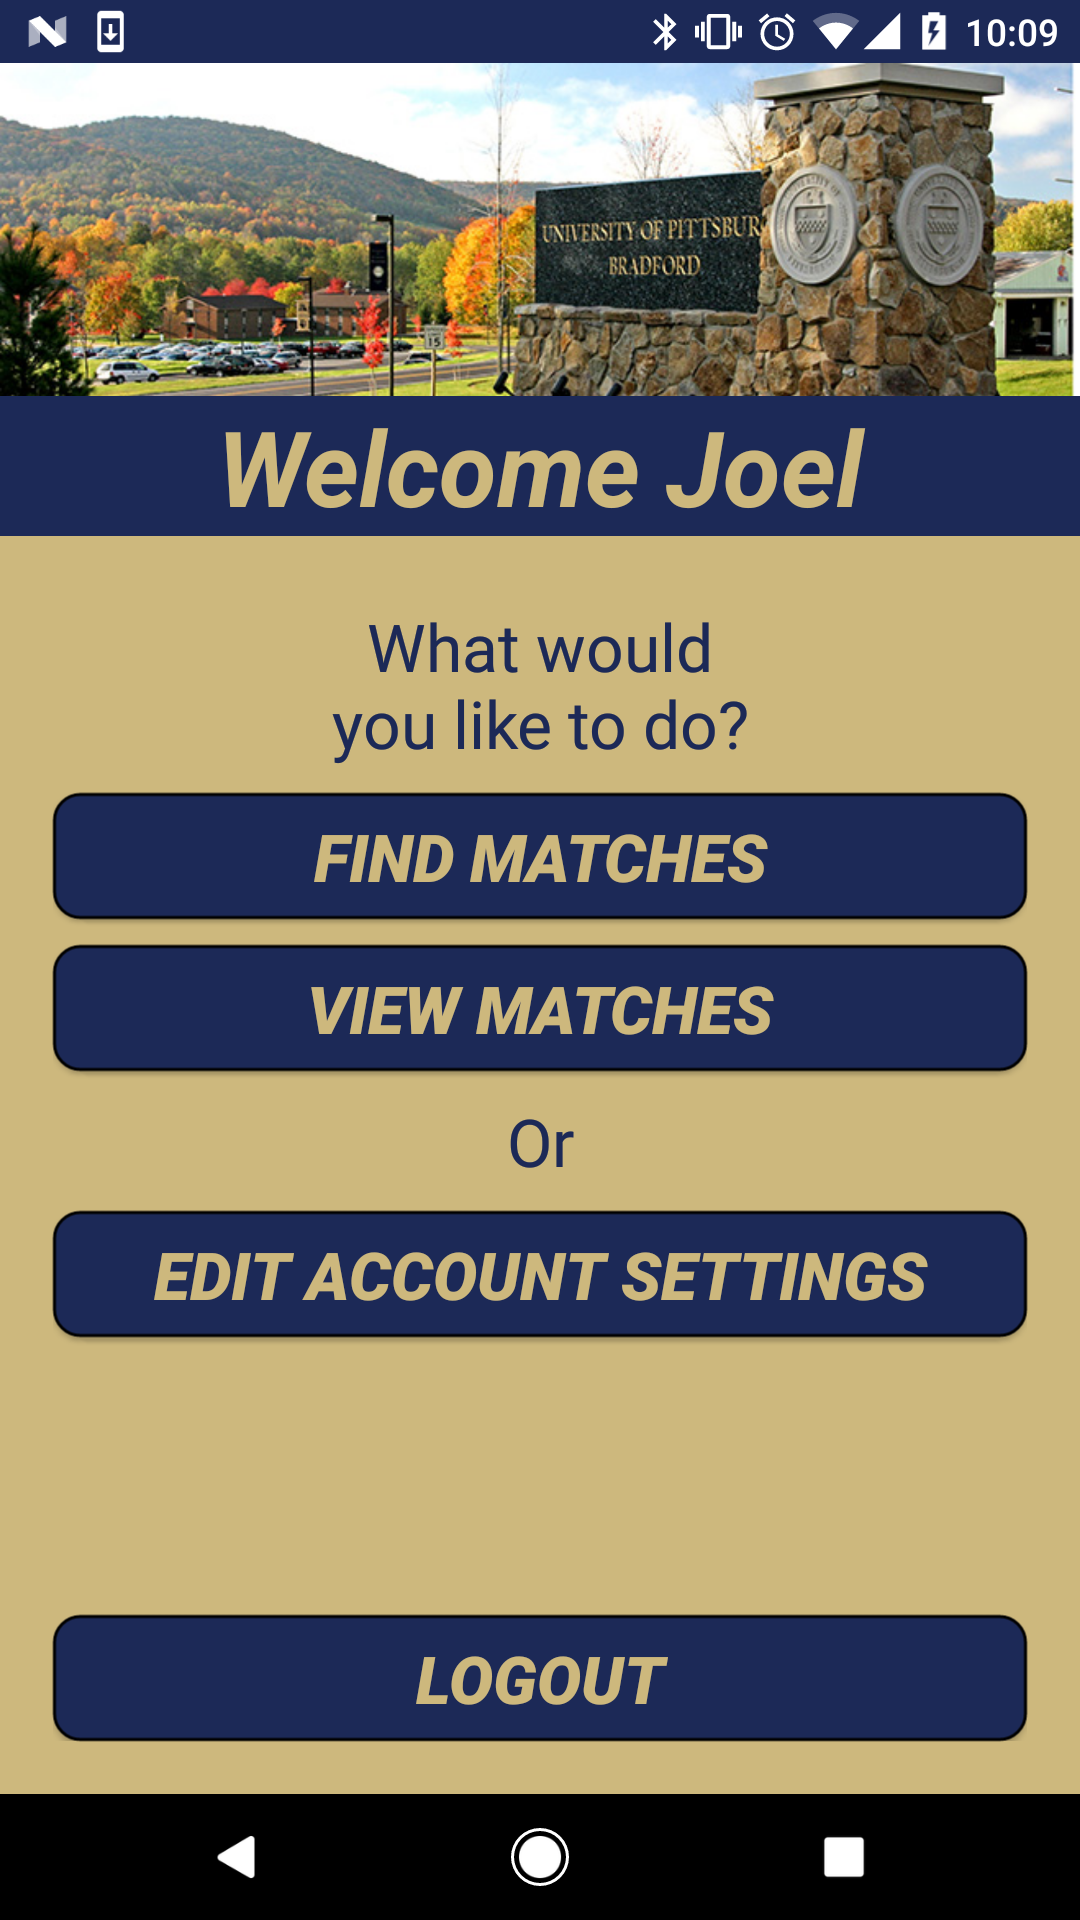 10:09
UNIVERSITY OF PITTSBUR
BRADFORD
15
Welcome Joel
What would
you like to do?
FIND MATCHES
VIEW MATCHES
Or
EDIT ACCOUNT SETTINGS
LOGOUT